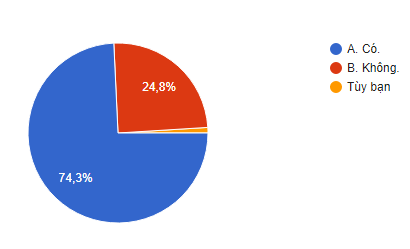 A. Có.
B. Không.
Tùy bạn
24,8%
74,3%